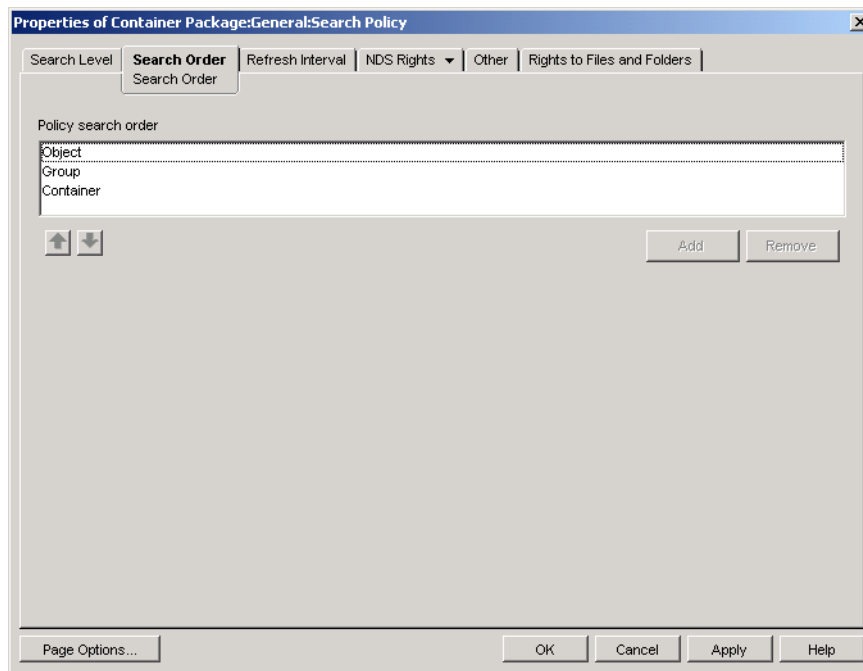 Properties of Container Package:General:Search Policy
Search Level Search Order Refresh Interval NDS Rights Other Rights to Files and Folders
Search Order
Policy search order
Object
Group
Container
Add Remove
Page Options... OK Cancel Apply Help